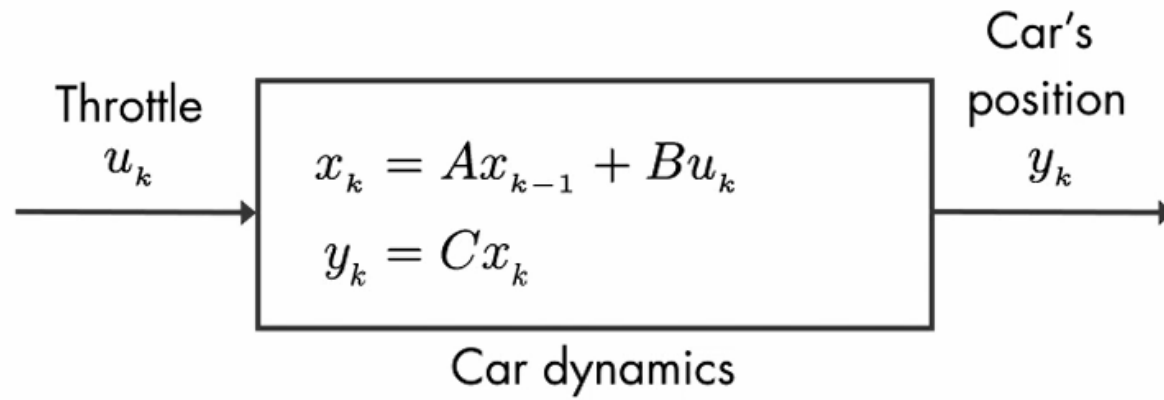 Throttle
u_k
x_k = Ax_{k-1} + Bu_k
y_k = Cx_k
Car's
position
y_k
Car dynamics